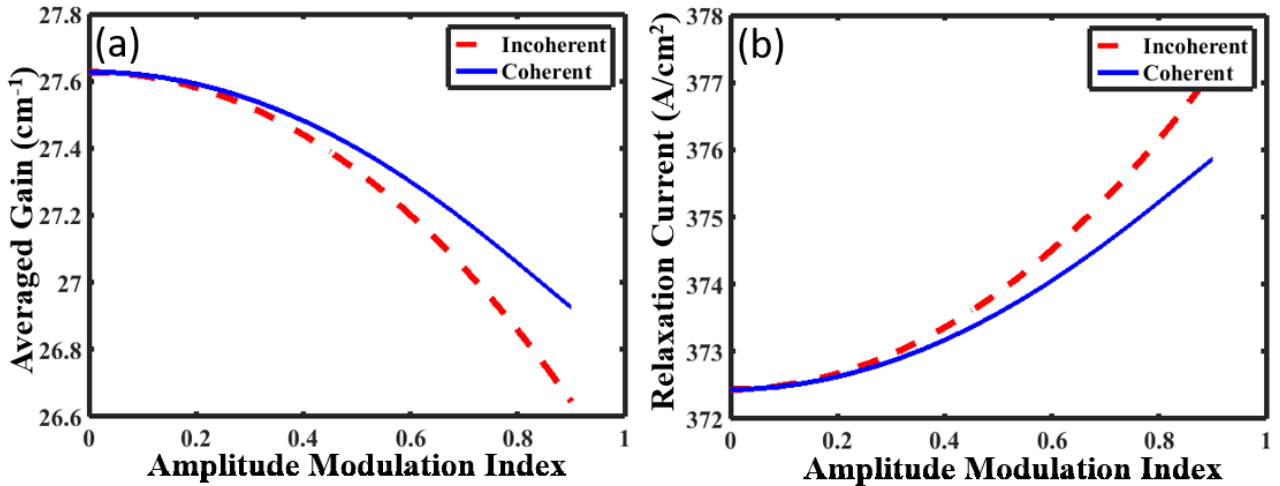 (a)
Incoherent
Coherent
Averaged Gain (cm⁻¹)
27.8
27.6
27.4
27.2
27
26.8
26.6
0
0.2
0.4
0.6
0.8
1
Amplitude Modulation Index
(b)
Incoherent
Coherent
Relaxation Current (A/cm²)
378
377
376
375
374
373
372
0
0.2
0.4
0.6
0.8
1
Amplitude Modulation Index